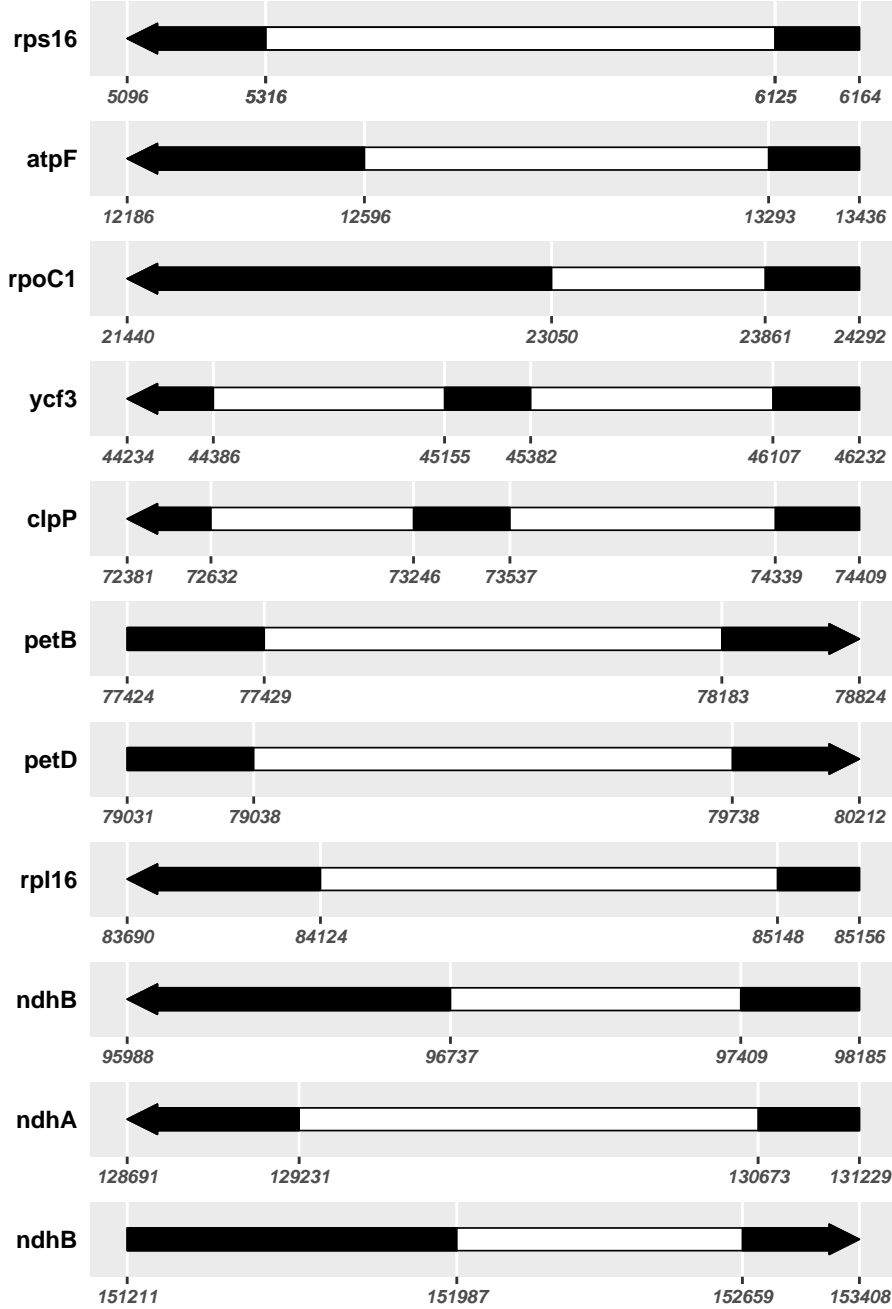 rps16
5096 5316 6125 6164
atpF
12186 12596 13293 13436
rpoC1
21440 23050 23861 24292
ycf3
44234 44386 45155 45382 46107 46232
clpP
72381 72632 73246 73537 74339 74409
petB
77424 77429 78183 78824
petD
79031 79038 79738 80212
rpl16
83690 84124 85148 85156
ndhB
95988 96737 97409 98185
ndhA
128691 129231 130673 131229
ndhB
151211 151987 152659 153408